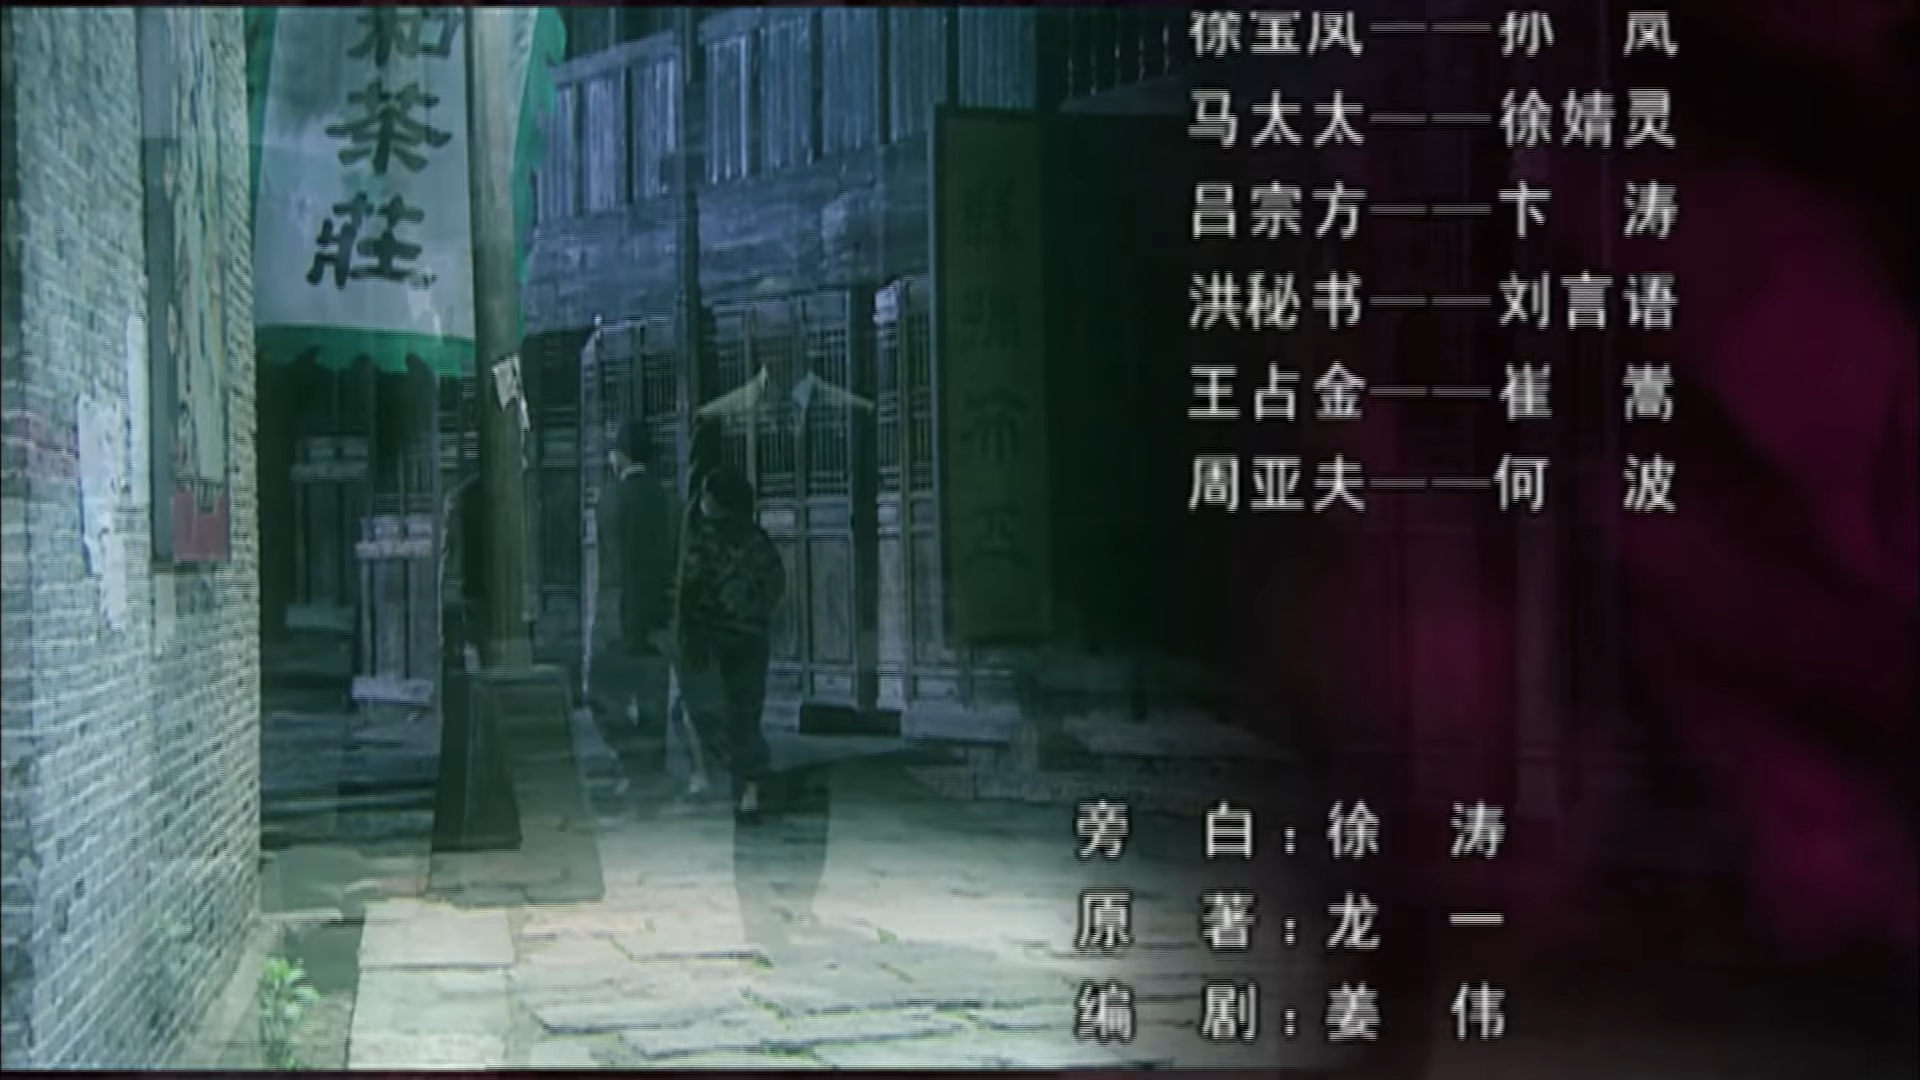 和
茶
莊
徐宝凤——孙 凤
马太太——徐婧灵
吕宗方——卞 涛
洪秘书——刘言语
王占金——崔 嵩
周亚夫——何 波
旁 白：徐 涛
原 著：龙 一
编 剧：姜 伟